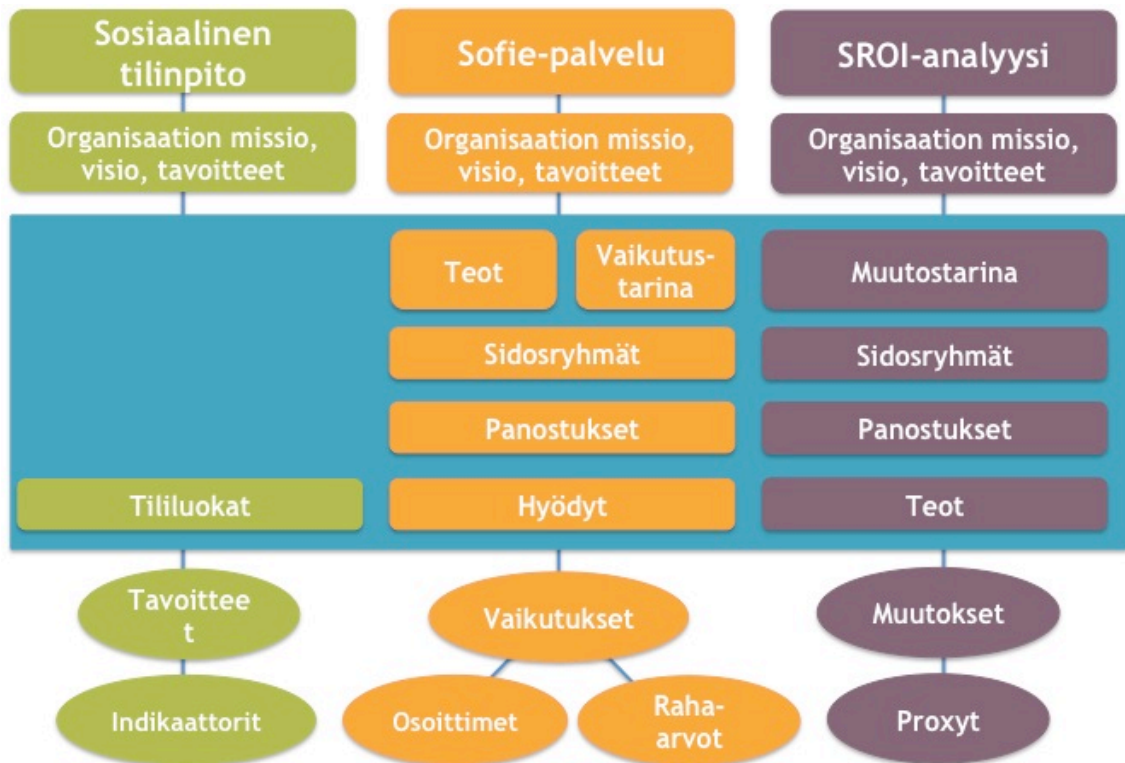 Sosiaalinen
tilinpito
Sofie-palvelu
SROI-analyysi
Organisaation missio,
visio, tavoitteet
Organisaation missio,
visio, tavoitteet
Organisaation missio,
visio, tavoitteet
Teot
Vaikutus-
tarina
Muutostarina
Sidosryhmät
Sidosryhmät
Panostukset
Panostukset
Tililuokat
Hyödyt
Teot
Tavoittee
t
Vaikutukset
Muutokset
Indikaattorit
Osoittimet
Raha-
arvot
Proxyt